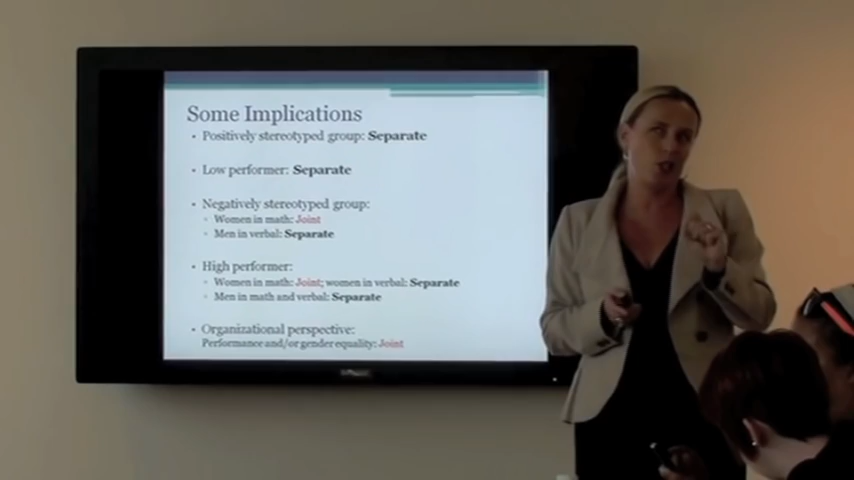 Some Implications
• Positively stereotyped group: Separate
• Low performer: Separate
• Negatively stereotyped group:
▫ Women in math: Joint
▫ Men in verbal: Separate
• High performer:
▫ Women in math: Joint; women in verbal: Separate
▫ Men in math and verbal: Separate
• Organizational perspective:
Performance and/or gender equality: Joint